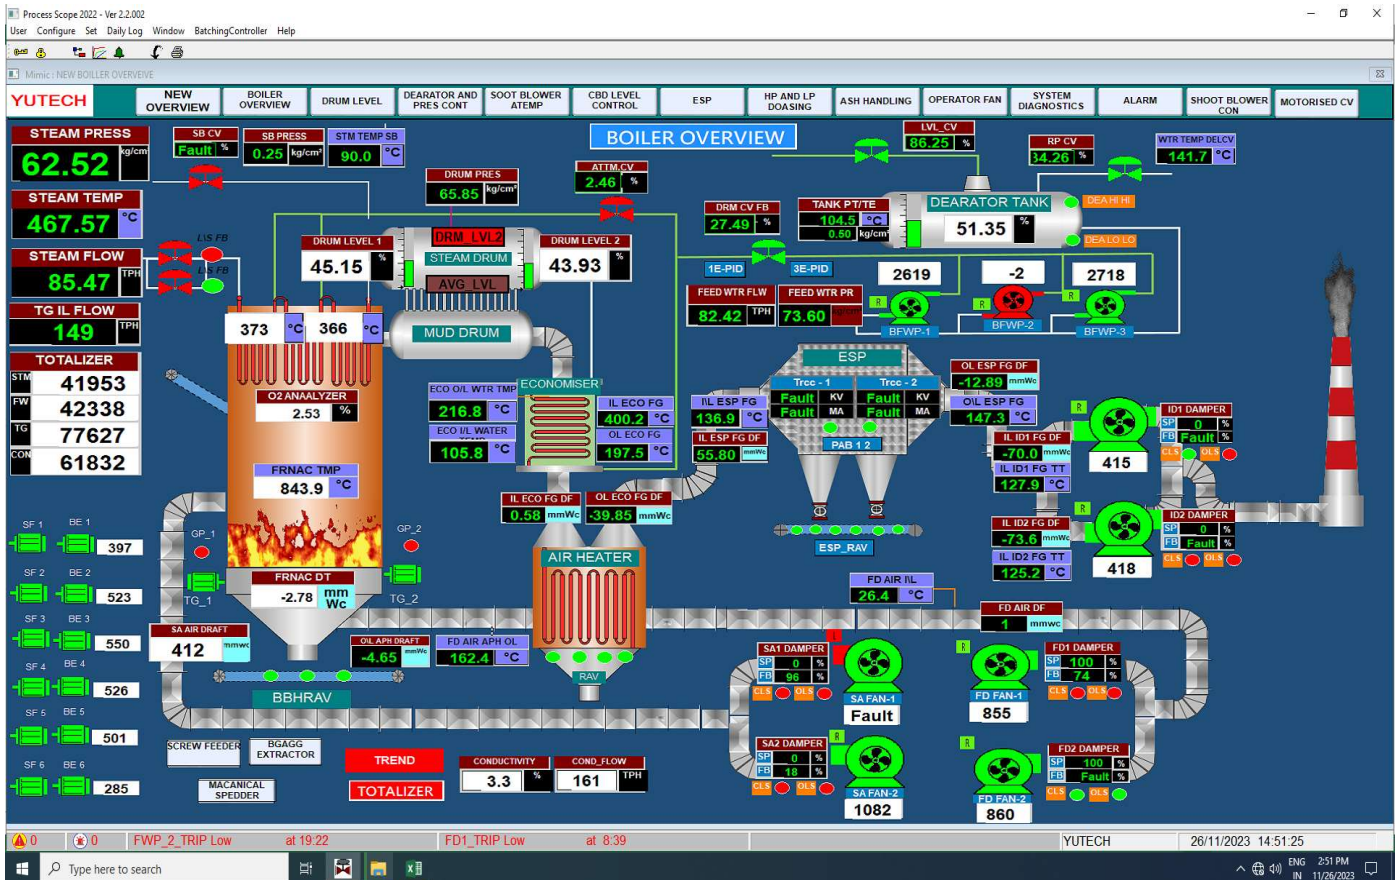 Process Scope 2022 - Ver 2.2.002
User Configure Set Daily Log Window BatchingController Help
Mimic : NEW BOILLER OVERVEIVE
YUTECH
NEW OVERVIEW
BOILER OVERVIEW
DRUM LEVEL
DEARATOR AND PRES CONT
SOOT BLOWER ATEMP
CBD LEVEL CONTROL
ESP
HP AND LP DOASING
ASH HANDLING
OPERATOR FAN
SYSTEM DIAGNOSTICS
ALARM
SHOOT BLOWER CON
MOTORISED CV
BOILER OVERVIEW
STEAM PRESS
62.52 kg/cm²
STEAM TEMP
467.57 °C
STEAM FLOW
85.47 TPH
TG IL FLOW
149 TPH
TOTALIZER
STM 41953
FW 42338
TG 77627
CON 61832
SB CV
Fault %
SB PRESS
0.25 kg/cm²
STM TEMP SB
90.0 °C
L\S FB
L\S FB
DRUM PRES
65.85 kg/cm²
ATTM.CV
2.46 %
DRUM LEVEL 1
45.15 %
DRM_LVL2
STEAM DRUM
AVG_LVL
DRUM LEVEL 2
43.93 %
MUD DRUM
LVL_CV
86.25 %
RP CV
34.26 %
WTR TEMP DELCV
141.7 °C
DRM CV FB
27.49 %
TANK PT/TE
104.5 °C
0.50 kg/cm²
DEARATOR TANK
51.35 %
DEA HI HI
DEA LO LO
1E-PID
3E-PID
FEED WTR FLW
82.42 TPH
FEED WTR PR
73.60
2619
R
BFWP-1
-2
BFWP-2
2718
R
BFWP-3
373 °C
366 °C
O2 ANAALYZER
2.53 %
FRNAC TMP
843.9 °C
FRNAC DT
-2.78 mm Wc
GP_1
GP_2
TG_1
TG_2
ECO O/L WTR TMP
216.8 °C
ECO I/L WATER TEMP
105.8 °C
ECONOMISER
IL ECO FG
400.2 °C
OL ECO FG
197.5 °C
IL ECO FG DF
0.58 mmWc
OL ECO FG DF
-39.85 mmWc
I\L ESP FG
136.9 °C
IL ESP FG DF
55.80 mmWc
ESP
Trcc - 1
Trcc - 2
Fault KV Fault KV
Fault MA Fault MA
PAB 1 2
ESP_RAV
OL ESP FG DF
-12.89 mmWc
O\L ESP FG
147.3 °C
IL ID1 FG DF
-70.0 mmWc
IL ID1 FG TT
127.9 °C
IL ID2 FG DF
-73.6 mmWc
IL ID2 FG TT
125.2 °C
R
415
R
418
ID1 DAMPER
SP 0 %
FB Fault %
CLS OLS
ID2 DAMPER
SP 0 %
FB Fault %
CLS OLS
SF 1 BE 1
397
SF 2 BE 2
523
SF 3 BE 3
550
SF 4 BE 4
526
SF 5 BE 5
501
SF 6 BE 6
285
SA AIR DRAFT
412 mmwc
AIR HEATER
RAV
O\L APH DRAFT
-4.65 mmWc
FD AIR APH OL
162.4 °C
BBHRAV
FD AIR I\L
26.4 °C
FD AIR DF
1 mmwc
SA1 DAMPER
SP 0 %
FB 96 %
CLS OLS
L
SA FAN-1
Fault
SA2 DAMPER
SP 0 %
FB 18 %
CLS OLS
R
SA FAN-2
1082
R
FD FAN-1
855
FD1 DAMPER
SP 100 %
FB 74 %
CLS OLS
R
FD FAN-2
860
FD2 DAMPER
SP 100 %
FB Fault %
CLS OLS
SCREW FEEDER
BGAGG EXTRACTOR
MACANICAL SPEDDER
TREND
TOTALIZER
CONDUCTIVITY
3.3 %
COND_FLOW
161 TPH
0 0 FWP_2_TRIP Low at 19:22 FD1_TRIP Low at 8:39 YUTECH 26/11/2023 14:51:25
Type here to search
ENG IN
2:51 PM
11/26/2023